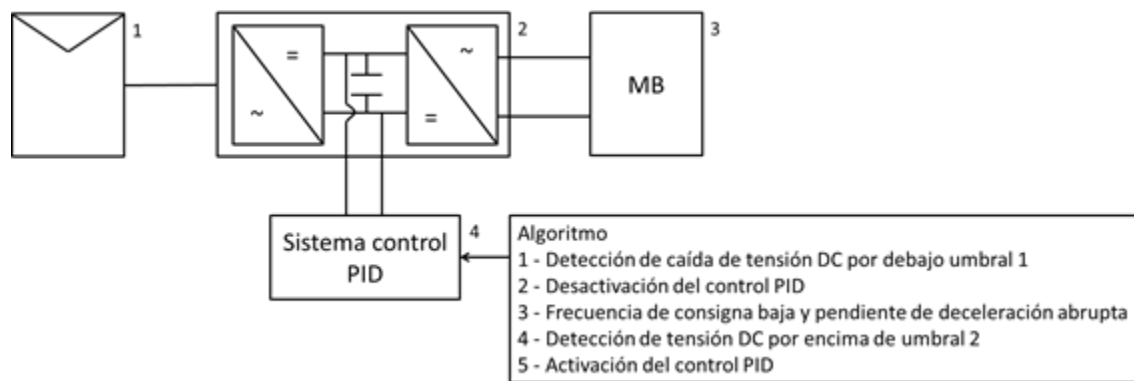 1
=
~
2
~
=
3
MB
Sistema control
PID
4
Algoritmo
1 - Detección de caída de tensión DC por debajo umbral 1
2 - Desactivación del control PID
3 - Frecuencia de consigna baja y pendiente de deceleración abrupta
4 - Detección de tensión DC por encima de umbral 2
5 - Activación del control PID